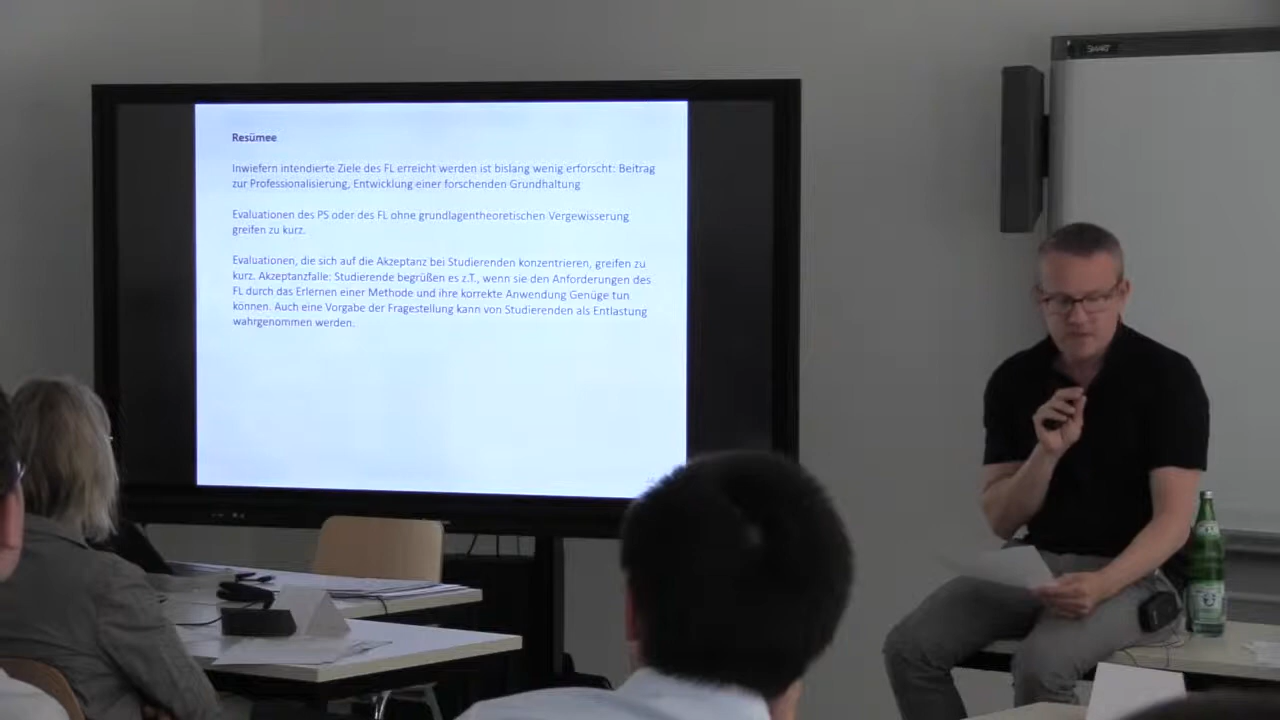 SMART
Resümee
Inwiefern intendierte Ziele des FL erreicht werden ist bislang wenig erforscht: Beitrag
zur Professionalisierung, Entwicklung einer forschenden Grundhaltung
Evaluationen des PS oder des FL ohne grundlagentheoretischen Vergewisserung
greifen zu kurz.
Evaluationen, die sich auf die Akzeptanz bei Studierenden konzentrieren, greifen zu
kurz. Akzeptanzfalle: Studierende begrüßen es z.T., wenn sie den Anforderungen des
FL durch das Erlernen einer Methode und ihre korrekte Anwendung Genüge tun
können. Auch eine Vorgabe der Fragestellung kann von Studierenden als Entlastung
wahrgenommen werden.